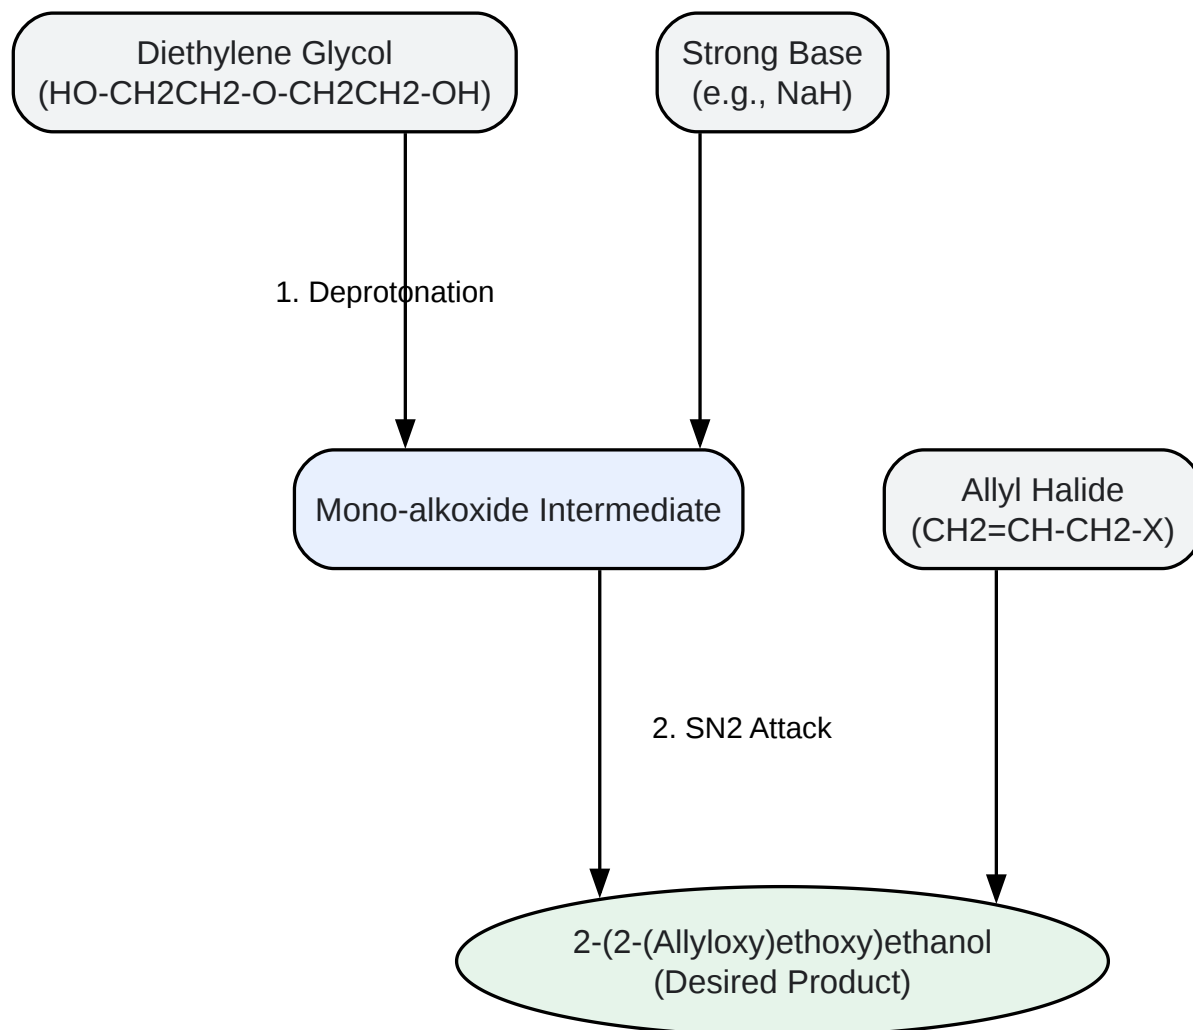 Diethylene Glycol
(HO-CH2CH2-O-CH2CH2-OH)
Strong Base
(e.g., NaH)
1. Deprotonation
Mono-alkoxide Intermediate
Allyl Halide
(CH2=CH-CH2-X)
2. SN2 Attack
2-(2-(Allyloxy)ethoxy)ethanol
(Desired Product)